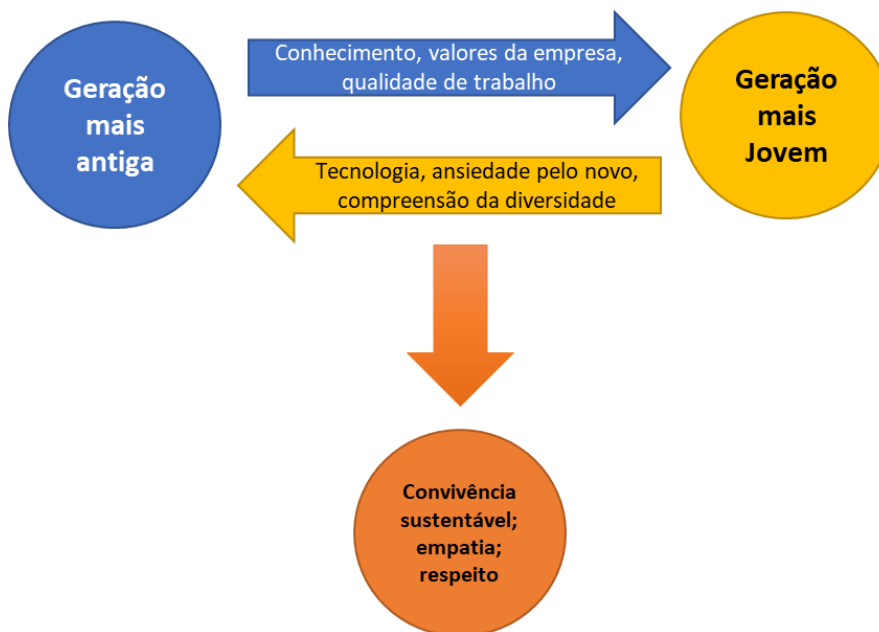 Geração
mais
antiga
Conhecimento, valores da empresa,
qualidade de trabalho
Geração
mais
Jovem
Tecnologia, ansiedade pelo novo,
compreensão da diversidade
Convivência
sustentável;
empatia;
respeito